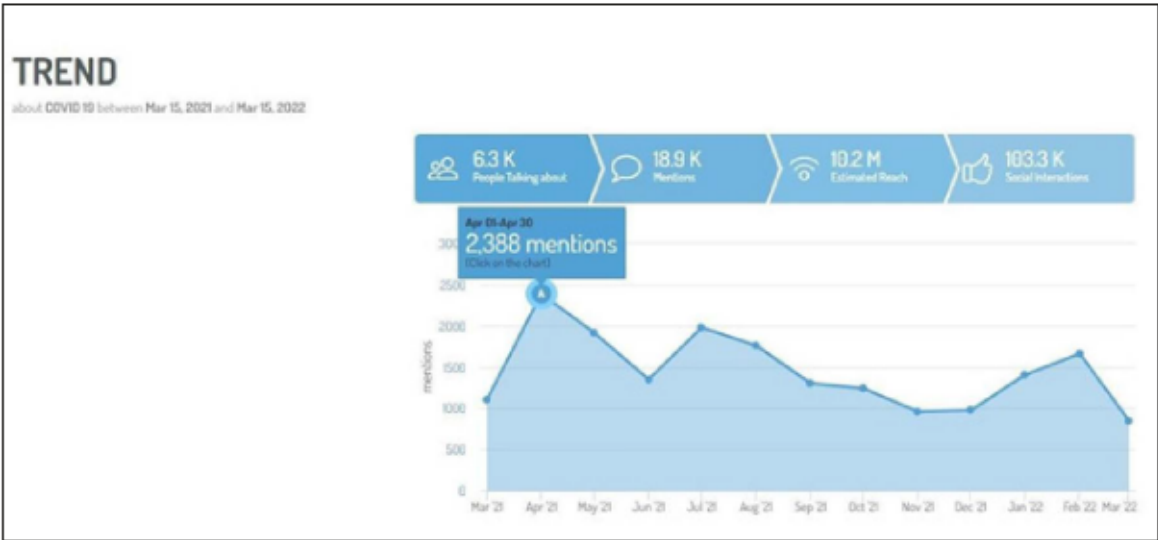 TREND
about COVID 19 between Mar 15, 2021 and Mar 15, 2022
6.3 K
People Talking about
18.9 K
Mentions
10.2 M
Estimated Reach
103.3 K
Social Interactions
Apr 01-Apr 30
2,388 mentions
(Click on the chart)
2500
2000
1500
1000
500
0
mentions
Mar '21 Apr '21 May '21 Jun '21 Jul '21 Aug '21 Sep '21 Oct '21 Nov '21 Dec '21 Jan '22 Feb '22 Mar '22